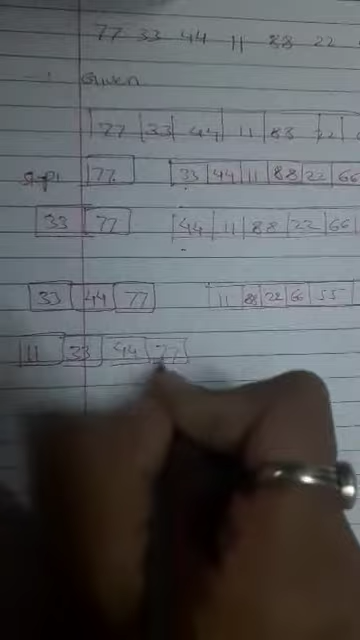 77 33 44 11 88 22
Given
77 33 44 11 88 22
step1 77 33 44 11 88 22 66
33 77 44 11 88 22 66
33 44 77 11 88 22 66 55
11 33 44 77